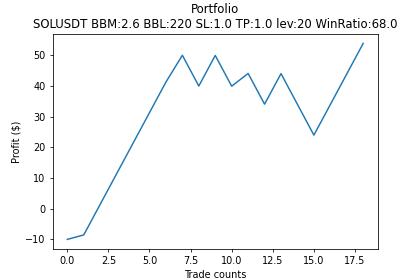 Portfolio
SOLUSDT BBM:2.6 BBL:220 SL:1.0 TP:1.0 lev:20 WinRatio:68.0
Profit ($)
50
40
30
20
10
0
−10
0.0 2.5 5.0 7.5 10.0 12.5 15.0 17.5
Trade counts